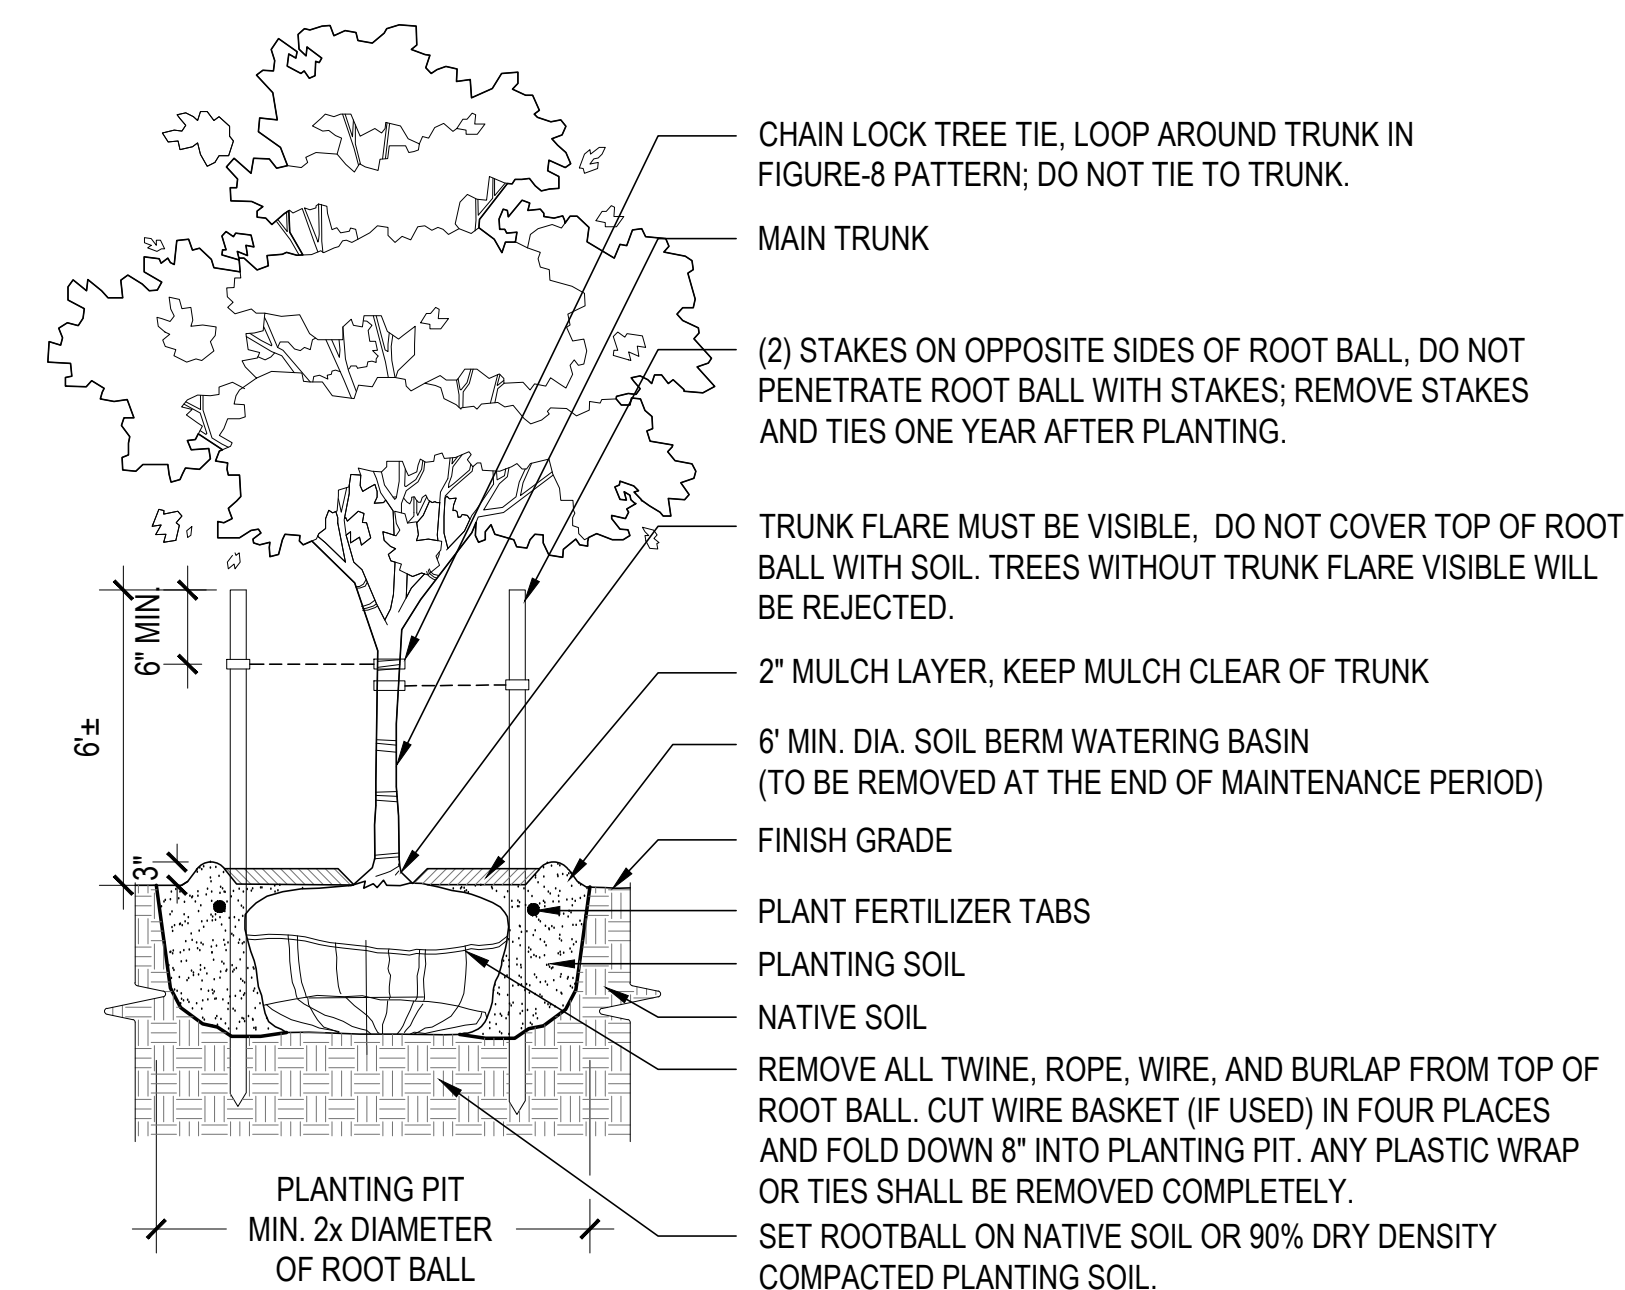 CHAIN LOCK TREE TIE, LOOP AROUND TRUNK IN
FIGURE-8 PATTERN; DO NOT TIE TO TRUNK.
MAIN TRUNK
(2) STAKES ON OPPOSITE SIDES OF ROOT BALL, DO NOT
PENETRATE ROOT BALL WITH STAKES; REMOVE STAKES
AND TIES ONE YEAR AFTER PLANTING.
TRUNK FLARE MUST BE VISIBLE, DO NOT COVER TOP OF ROOT
BALL WITH SOIL. TREES WITHOUT TRUNK FLARE VISIBLE WILL
BE REJECTED.
6" MIN.
2" MULCH LAYER, KEEP MULCH CLEAR OF TRUNK
6'±
6' MIN. DIA. SOIL BERM WATERING BASIN
(TO BE REMOVED AT THE END OF MAINTENANCE PERIOD)
3"
FINISH GRADE
PLANT FERTILIZER TABS
PLANTING SOIL
NATIVE SOIL
REMOVE ALL TWINE, ROPE, WIRE, AND BURLAP FROM TOP OF
ROOT BALL. CUT WIRE BASKET (IF USED) IN FOUR PLACES
AND FOLD DOWN 8" INTO PLANTING PIT. ANY PLASTIC WRAP
OR TIES SHALL BE REMOVED COMPLETELY.
PLANTING PIT
MIN. 2x DIAMETER
OF ROOT BALL
SET ROOTBALL ON NATIVE SOIL OR 90% DRY DENSITY
COMPACTED PLANTING SOIL.